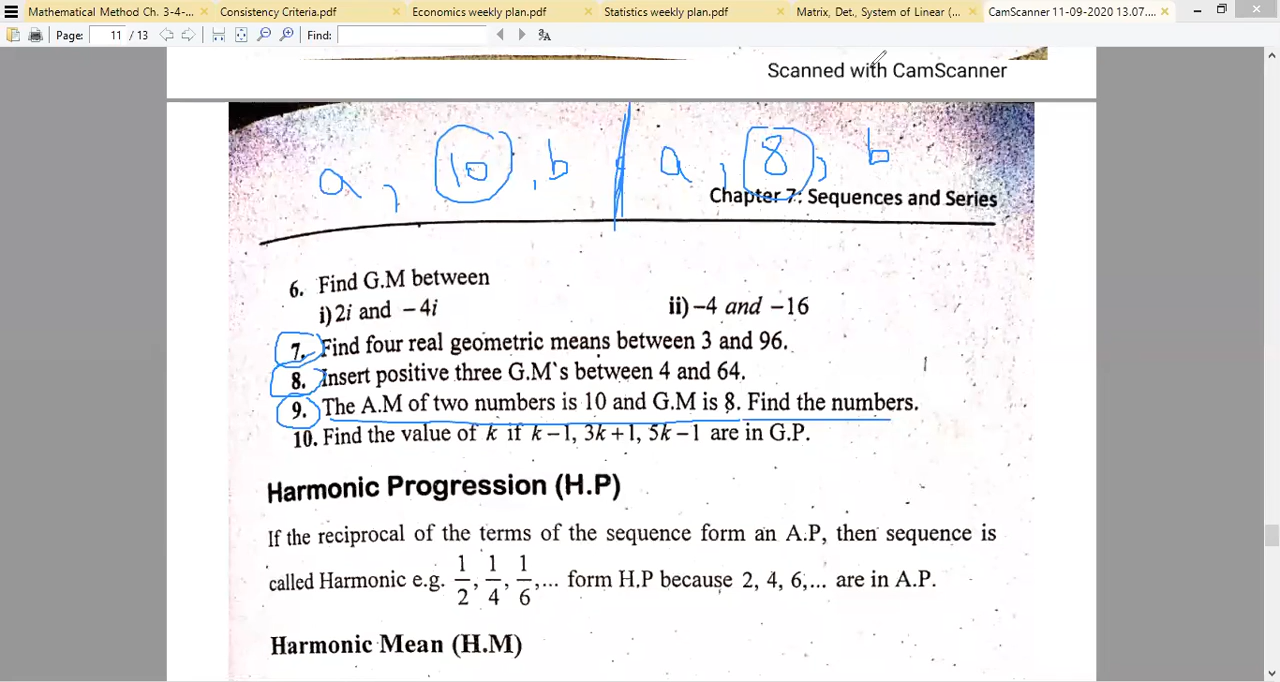 Mathematical Method Ch. 3-4-... Consistency Criteria.pdf Economics weekly plan.pdf Statistics weekly plan.pdf Matrix, Det., System of Linear (... CamScanner 11-09-2020 13.07....
Page: 11 / 13 Find:
Scanned with CamScanner
a, 10, b a, 8, b
Chapter 7: Sequences and Series
6. Find G.M between
i) 2i and – 4i ii) –4 and –16
7. Find four real geometric means between 3 and 96.
8. Insert positive three G.M`s between 4 and 64.
9. The A.M of two numbers is 10 and G.M is 8. Find the numbers.
10. Find the value of k if k – 1, 3k + 1, 5k – 1 are in G.P.
Harmonic Progression (H.P)
If the reciprocal of the terms of the sequence form an A.P, then sequence is
called Harmonic e.g. 1/2, 1/4, 1/6,... form H.P because 2, 4, 6,... are in A.P.
Harmonic Mean (H.M)